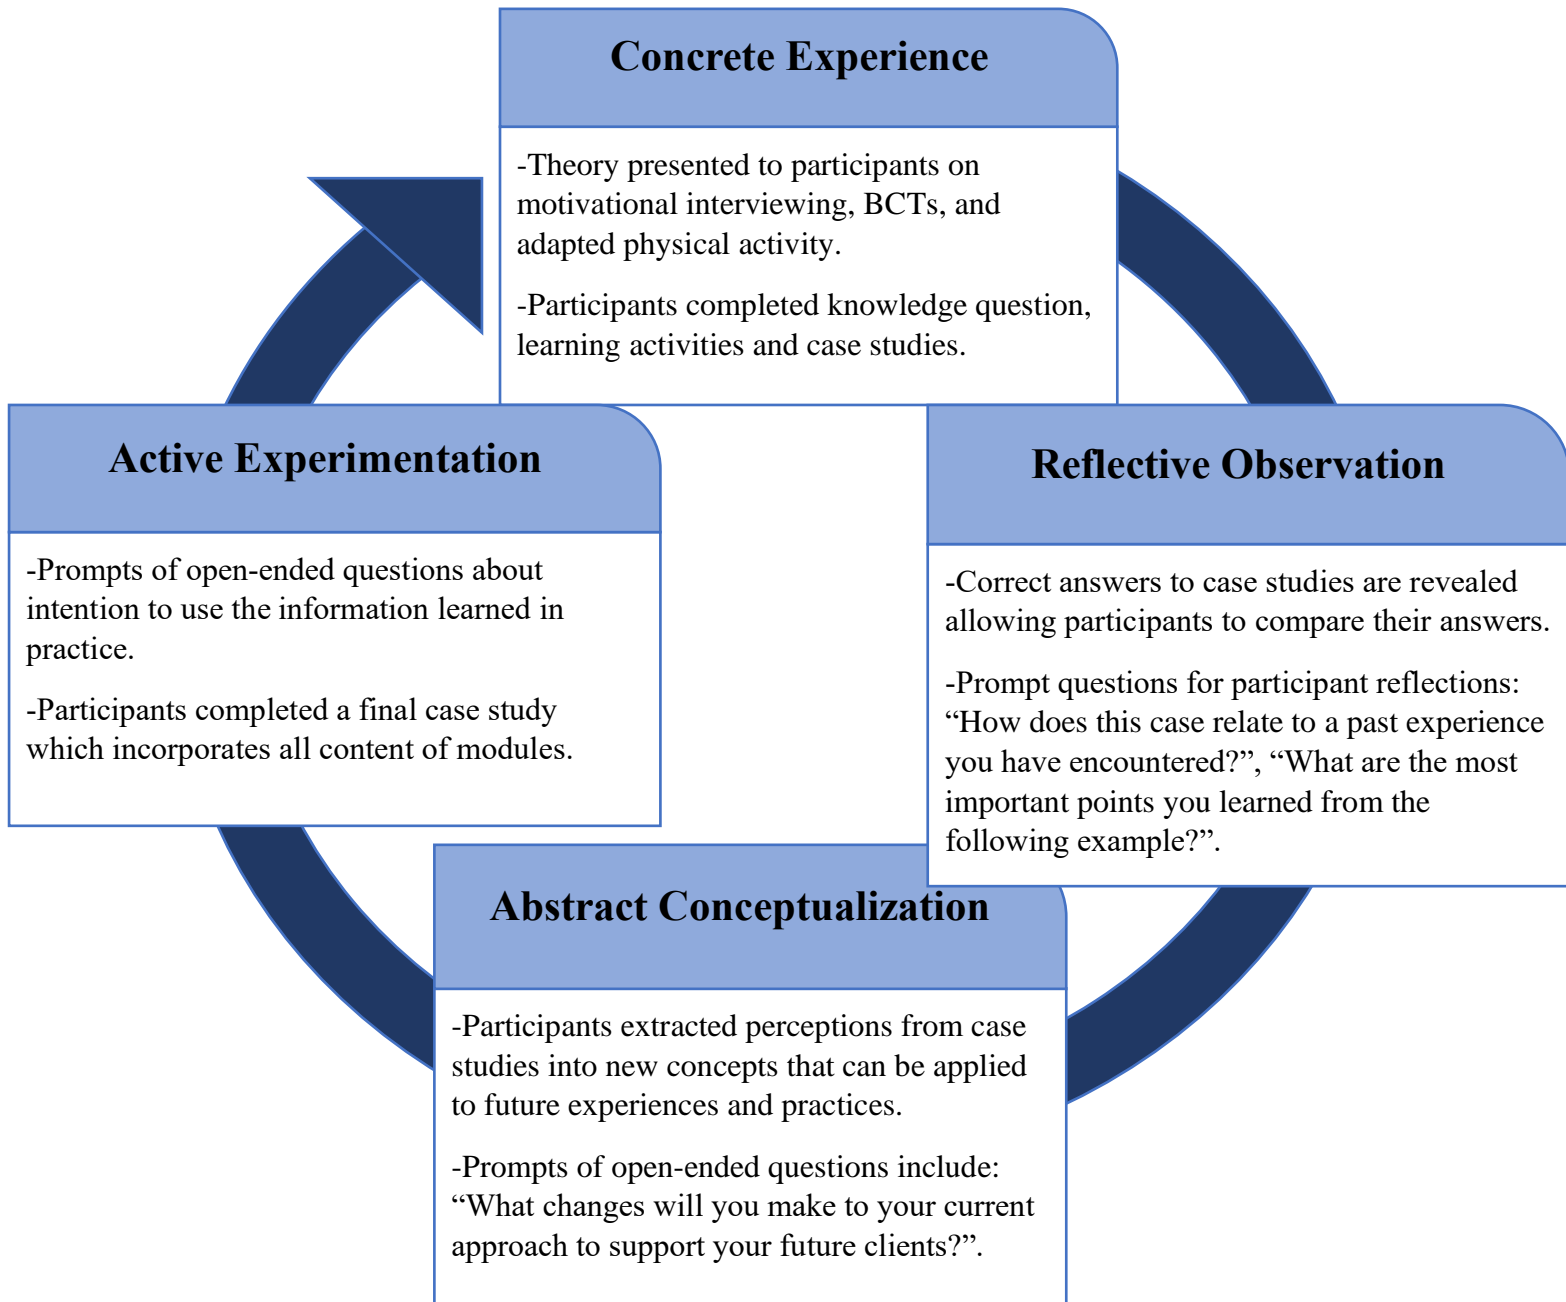 Concrete Experience
-Theory presented to participants on
motivational interviewing, BCTs, and
adapted physical activity.
-Participants completed knowledge question,
learning activities and case studies.
Reflective Observation
-Correct answers to case studies are revealed
allowing participants to compare their answers.
-Prompt questions for participant reflections:
“How does this case relate to a past experience
you have encountered?”, “What are the most
important points you learned from the
following example?”.
Abstract Conceptualization
-Participants extracted perceptions from case
studies into new concepts that can be applied
to future experiences and practices.
-Prompts of open-ended questions include:
“What changes will you make to your current
approach to support your future clients?”.
Active Experimentation
-Prompts of open-ended questions about
intention to use the information learned in
practice.
-Participants completed a final case study
which incorporates all content of modules.